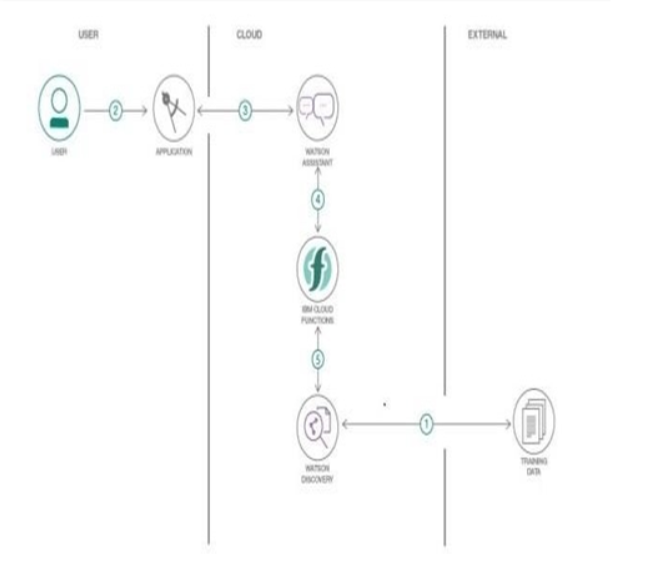 USER
CLOUD
EXTERNAL
2
3
USER
APPLICATION
WATSON
ASSISTANT
4
IBM CLOUD
FUNCTIONS
5
1
WATSON
DISCOVERY
TRAINING
DATA